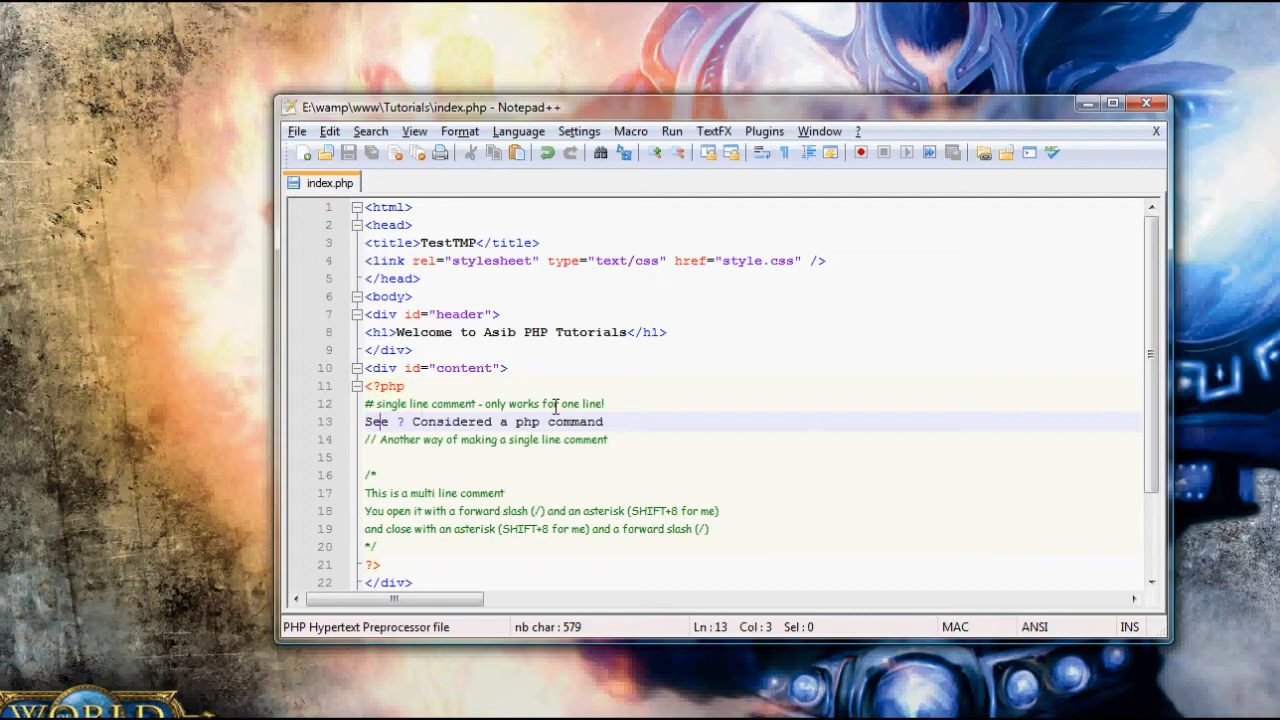 E:\wamp\www\Tutorials\index.php - Notepad++
File Edit Search View Format Language Settings Macro Run TextFX Plugins Window ? X
index.php
1 <html>
2 <head>
3 <title>TestTMP</title>
4 <link rel="stylesheet" type="text/css" href="style.css" />
5 </head>
6 <body>
7 <div id="header">
8 <h1>Welcome to Asib PHP Tutorials</h1>
9 </div>
10 <div id="content">
11 <?php
12 # single line comment - only works for one line!
13 See ? Considered a php command
14 // Another way of making a single line comment
15
16 /*
17 This is a multi line comment
18 You open it with a forward slash (/) and an asterisk (SHIFT+8 for me)
19 and close with an asterisk (SHIFT+8 for me) and a forward slash (/)
20 */
21 ?>
22 </div>
PHP Hypertext Preprocessor file nb char : 579 Ln : 13 Col : 3 Sel : 0 MAC ANSI INS
WORLD